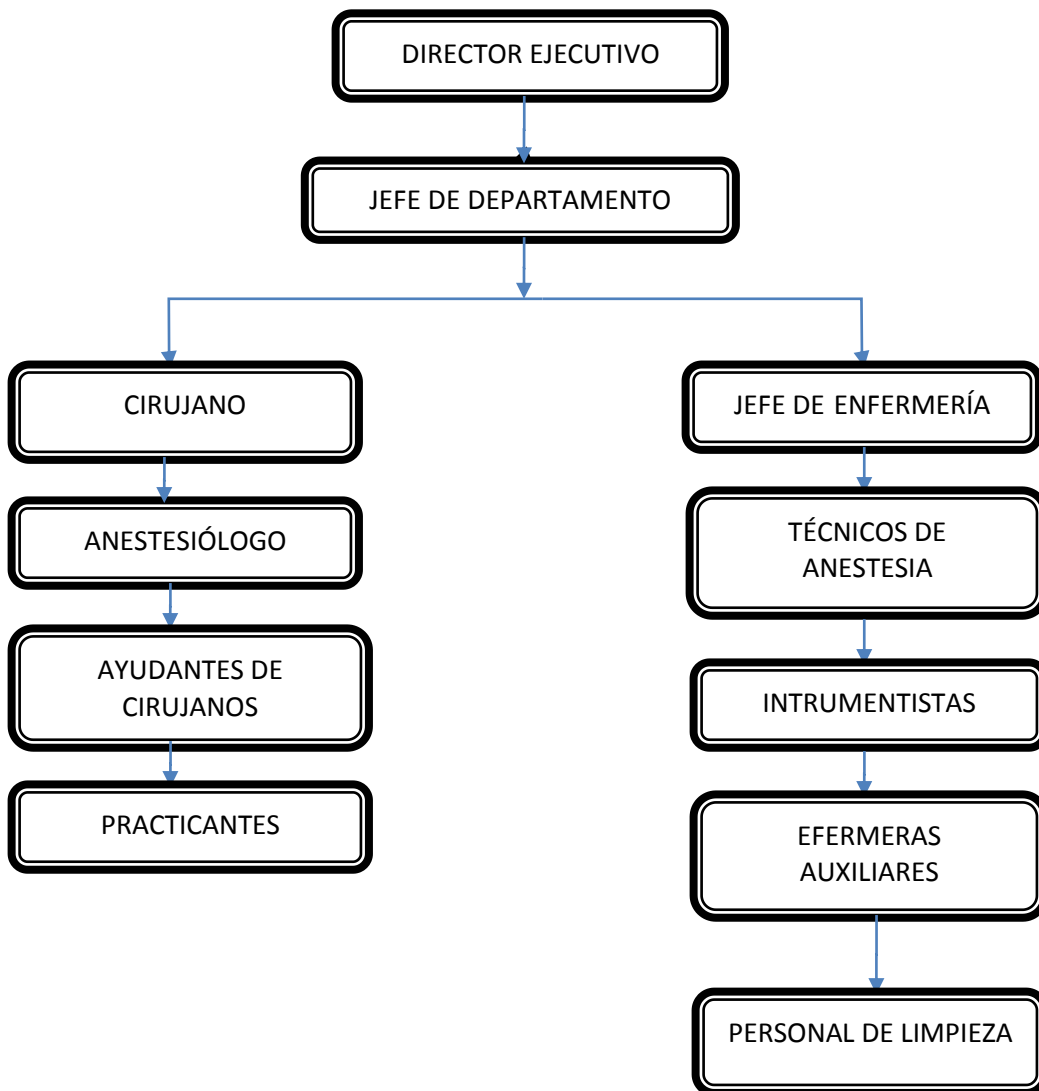 DIRECTOR EJECUTIVO
JEFE DE DEPARTAMENTO
CIRUJANO
ANESTESIÓLOGO
AYUDANTES DE
CIRUJANOS
PRACTICANTES
JEFE DE ENFERMERÍA
TÉCNICOS DE
ANESTESIA
INTRUMENTISTAS
EFERMERAS
AUXILIARES
PERSONAL DE LIMPIEZA